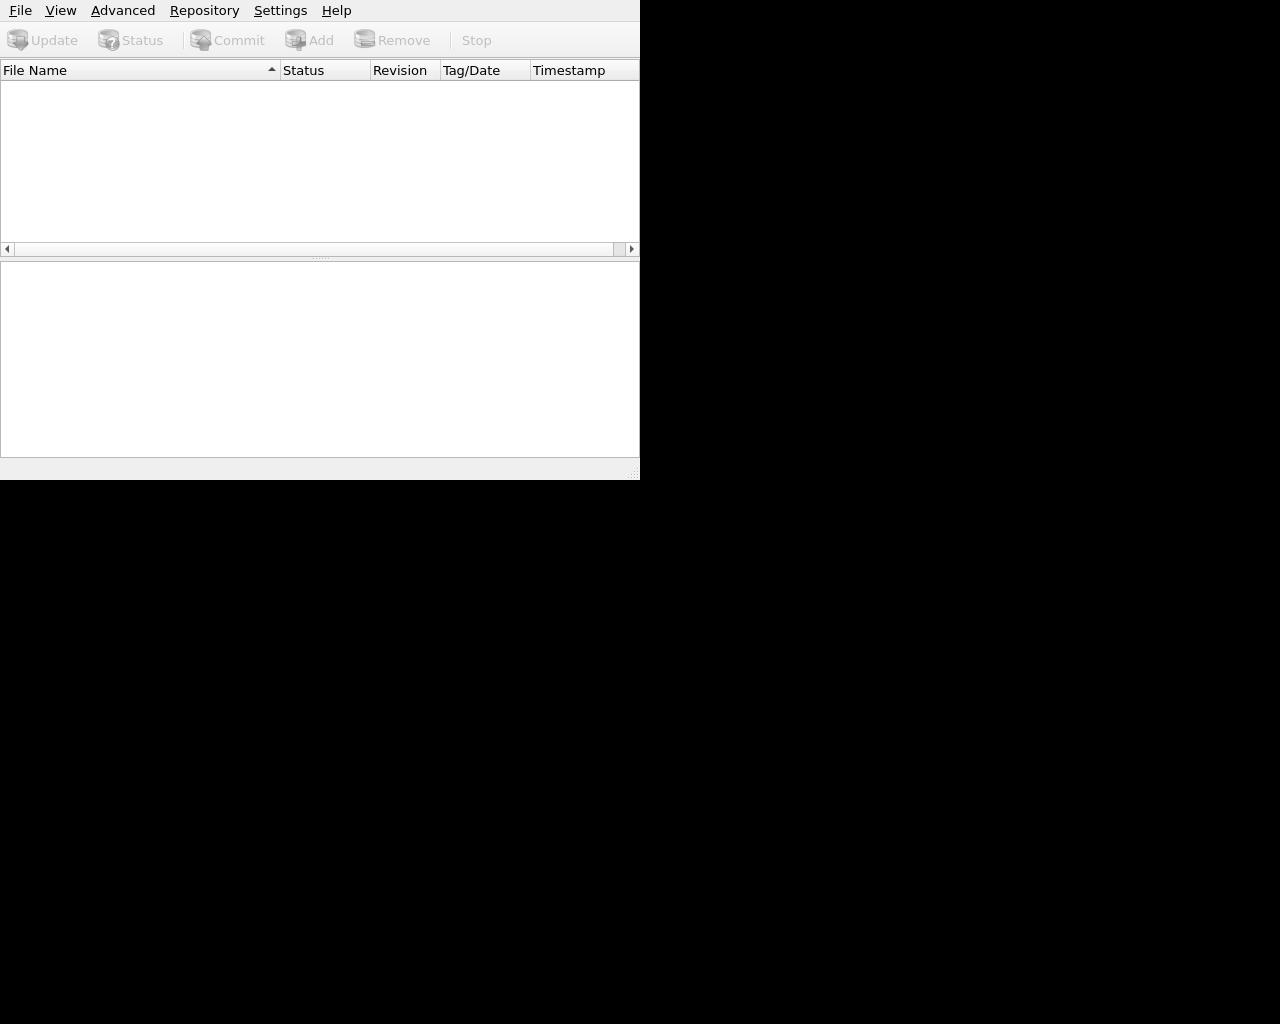 File View Advanced Repository Settings Help
Update Status Commit Add Remove Stop
File Name Status Revision Tag/Date Timestamp